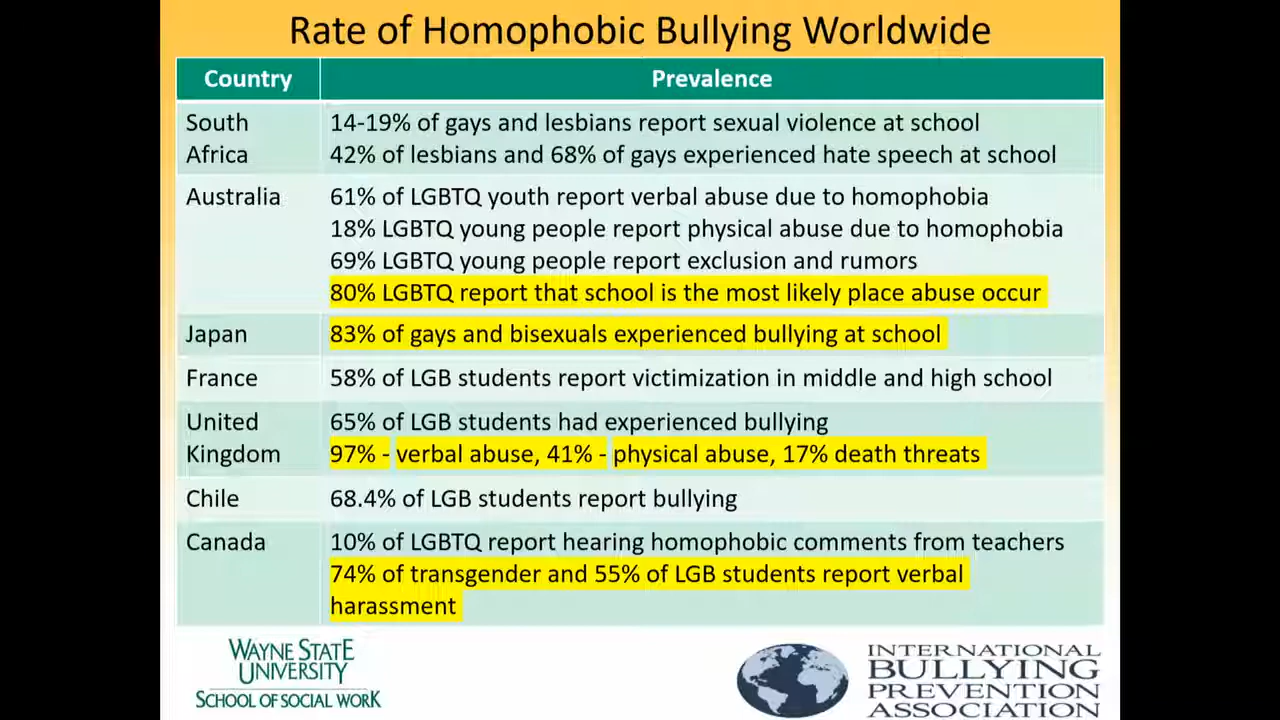 Rate of Homophobic Bullying Worldwide
Country Prevalence
South Africa
14-19% of gays and lesbians report sexual violence at school
42% of lesbians and 68% of gays experienced hate speech at school
Australia
61% of LGBTQ youth report verbal abuse due to homophobia
18% LGBTQ young people report physical abuse due to homophobia
69% LGBTQ young people report exclusion and rumors
80% LGBTQ report that school is the most likely place abuse occur
Japan
83% of gays and bisexuals experienced bullying at school
France
58% of LGB students report victimization in middle and high school
United Kingdom
65% of LGB students had experienced bullying
97% - verbal abuse, 41% - physical abuse, 17% death threats
Chile
68.4% of LGB students report bullying
Canada
10% of LGBTQ report hearing homophobic comments from teachers
74% of transgender and 55% of LGB students report verbal
harassment
WAYNE STATE
UNIVERSITY
SCHOOL OF SOCIAL WORK
INTERNATIONAL
BULLYING
PREVENTION
ASSOCIATION